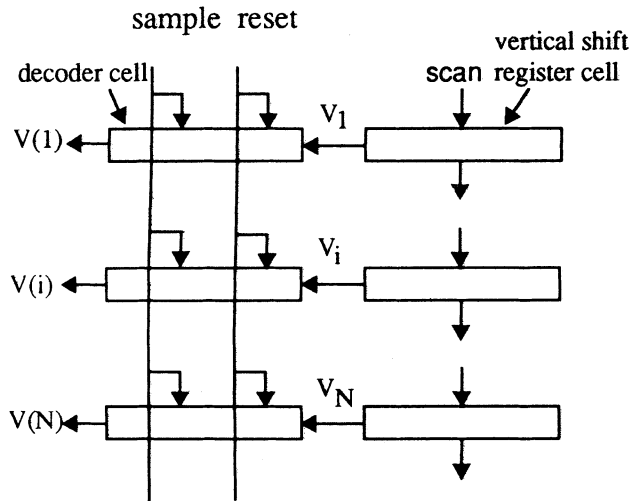 sample reset
decoder cell
vertical shift
scan register cell
V(1)
V1
V(i)
Vi
V(N)
VN